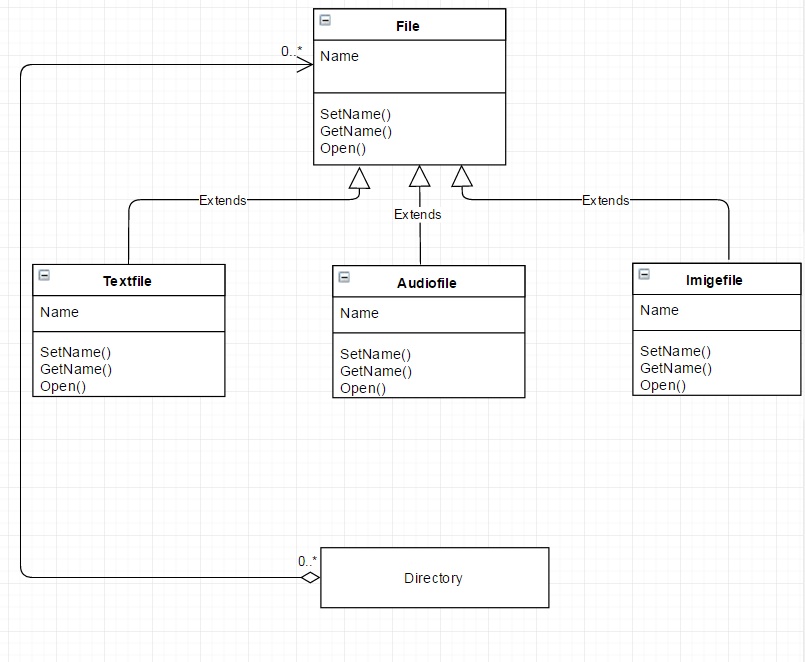 File
0..*
Name
SetName()
GetName()
Open()
Extends
Extends
Extends
Textfile
Name
SetName()
GetName()
Open()
Audiofile
Name
SetName()
GetName()
Open()
Imigefile
Name
SetName()
GetName()
Open()
0..*
Directory